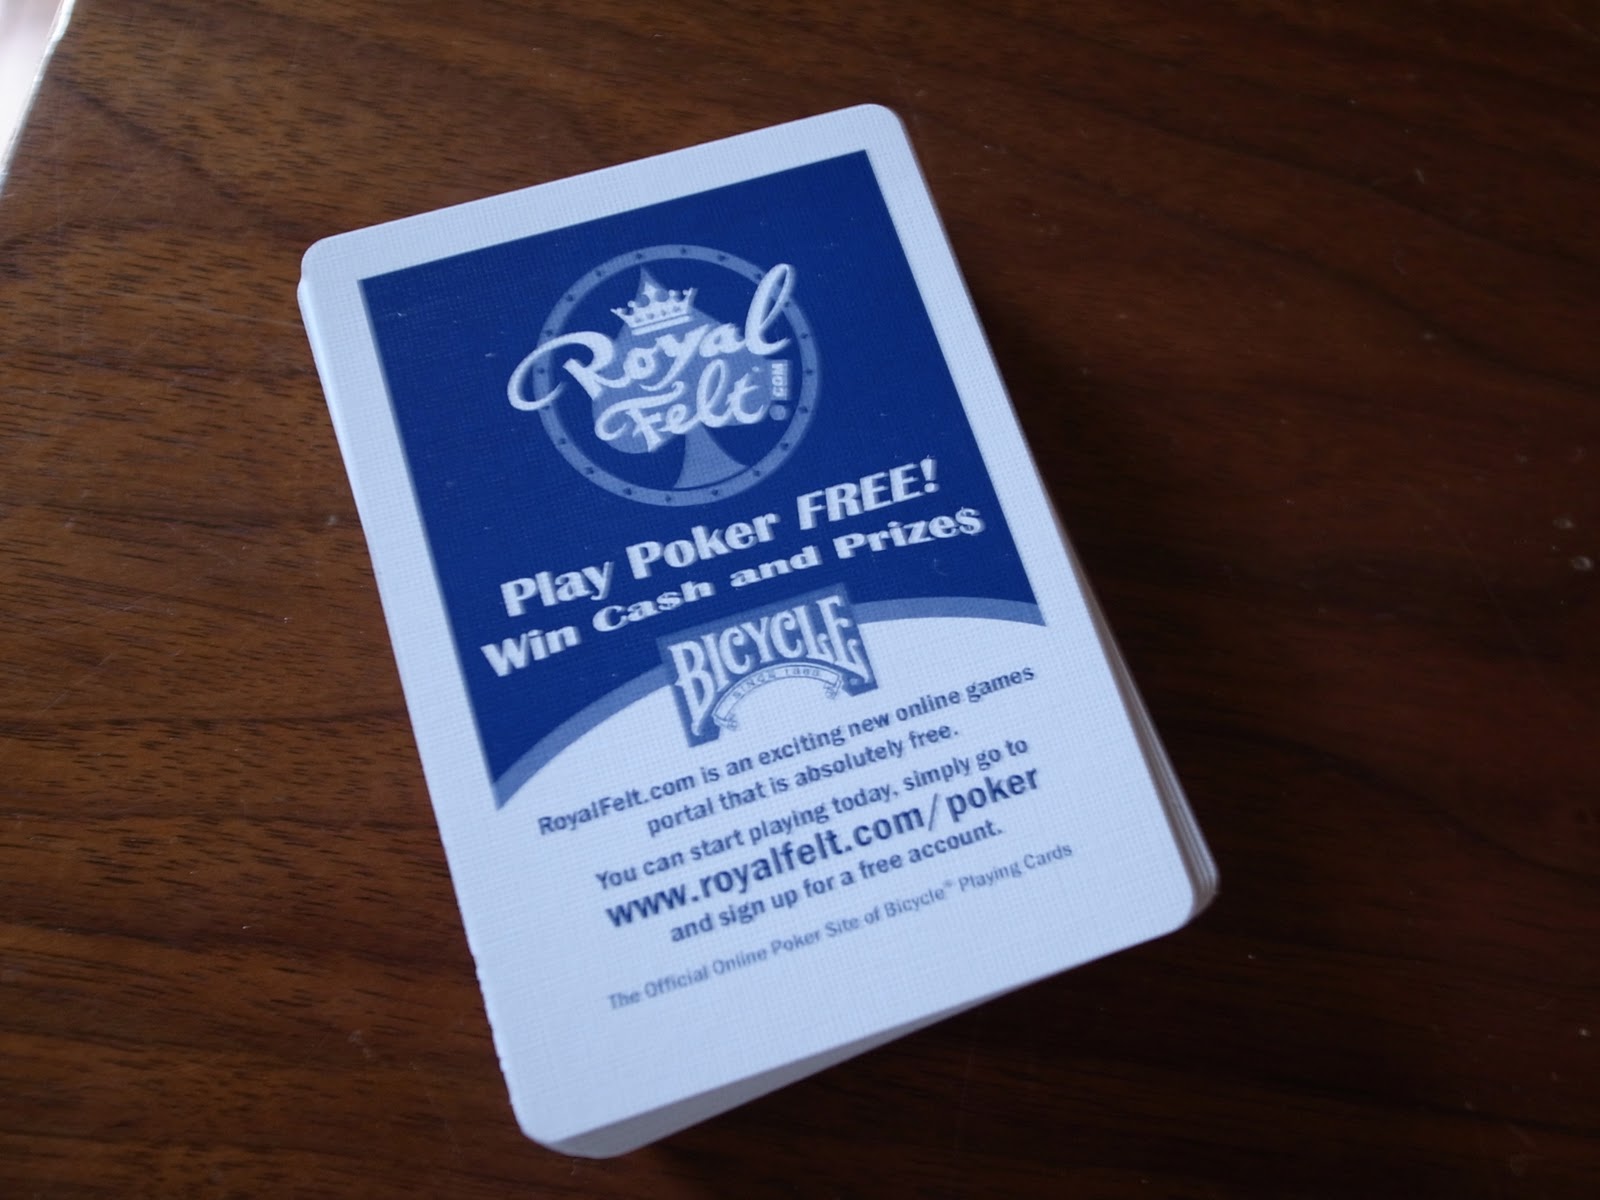 Royal
Felt.COM
Play Poker FREE!
Win Cash and Prize$
BICYCLE®
SINCE 1885
RoyalFelt.com is an exciting new online games
portal that is absolutely free.
You can start playing today, simply go to
www.royalfelt.com/poker
and sign up for a free account.
The Official Online Poker Site of Bicycle® Playing Cards